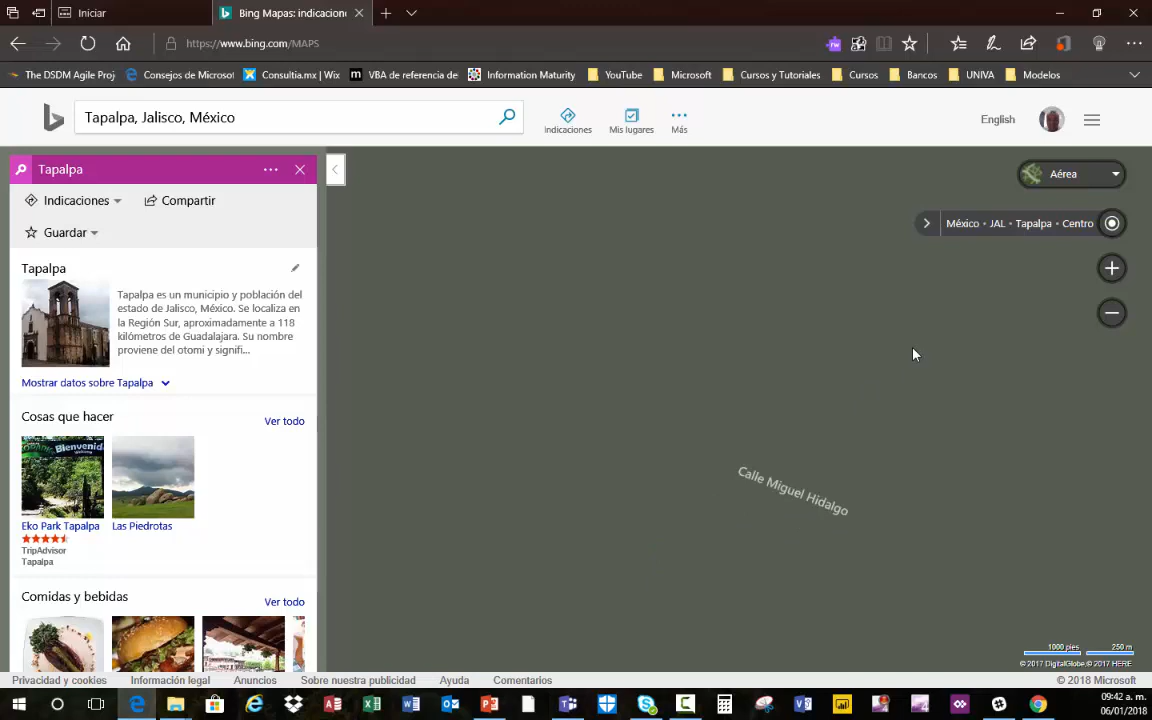 Iniciar
Bing Mapas: indicacione
https://www.bing.com/MAPS
The DSDM Agile Proj
Consejos de Microsof
Consultia.mx | Wix
VBA de referencia de
Information Maturity
YouTube
Microsoft
Cursos y Tutoriales
Cursos
Bancos
UNIVA
Modelos
Tapalpa, Jalisco, México
Indicaciones
Mis lugares
Más
English
Tapalpa
Indicaciones
Compartir
Guardar
Tapalpa
Tapalpa es un municipio y población del
estado de Jalisco, México. Se localiza en
la Región Sur, aproximadamente a 118
kilómetros de Guadalajara. Su nombre
proviene del otomi y signifi...
Mostrar datos sobre Tapalpa
Cosas que hacer
Ver todo
Bienvenid
Eko Park Tapalpa
Las Piedrotas
TripAdvisor
Tapalpa
Comidas y bebidas
Ver todo
Aérea
México • JAL • Tapalpa • Centro
Calle Miguel Hidalgo
1000 pies
250 m
© 2017 DigitalGlobe,© 2017 HERE
Privacidad y cookies
Información legal
Anuncios
Sobre nuestra publicidad
Ayuda
Comentarios
© 2018 Microsoft
09:42 a. m.
06/01/2018